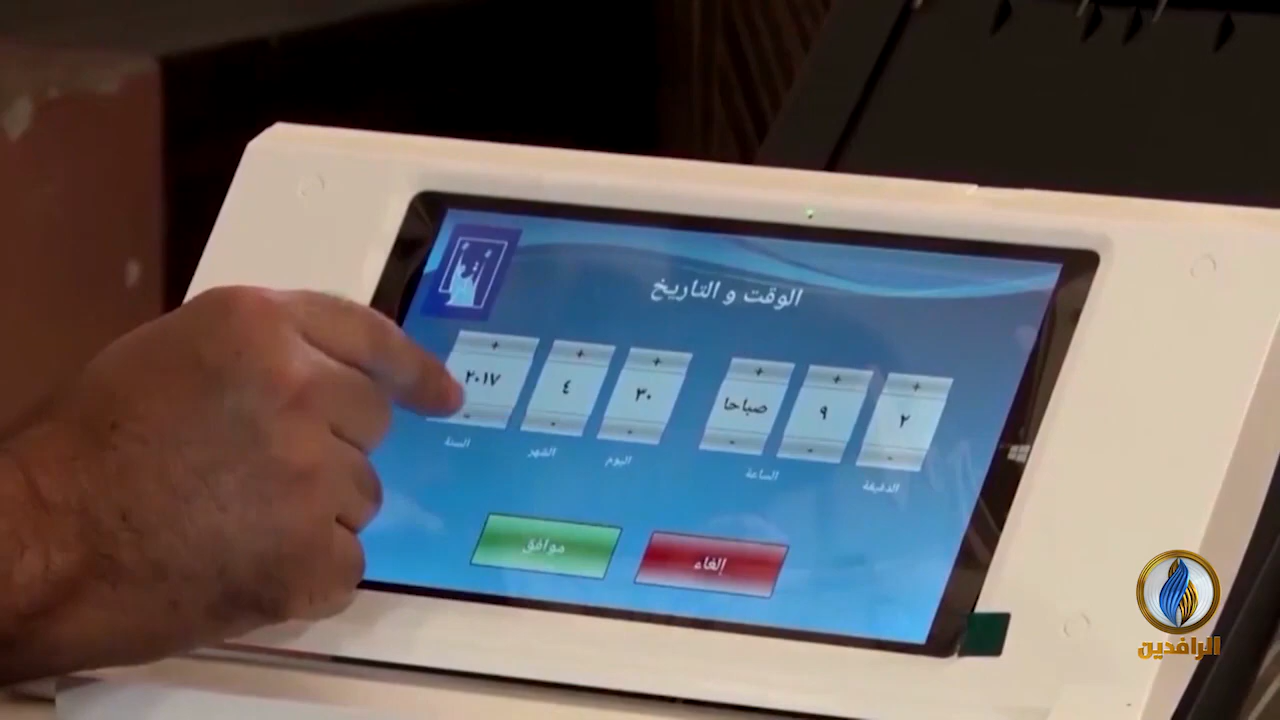 الوقت و التاريخ
+ + + + + +
٢ ٩ صباحا ٣٠ ٤ ٢٠١٧
- - - - - -
الدقيقة الساعة اليوم الشهر السنة
إلغاء موافق
الرافدين